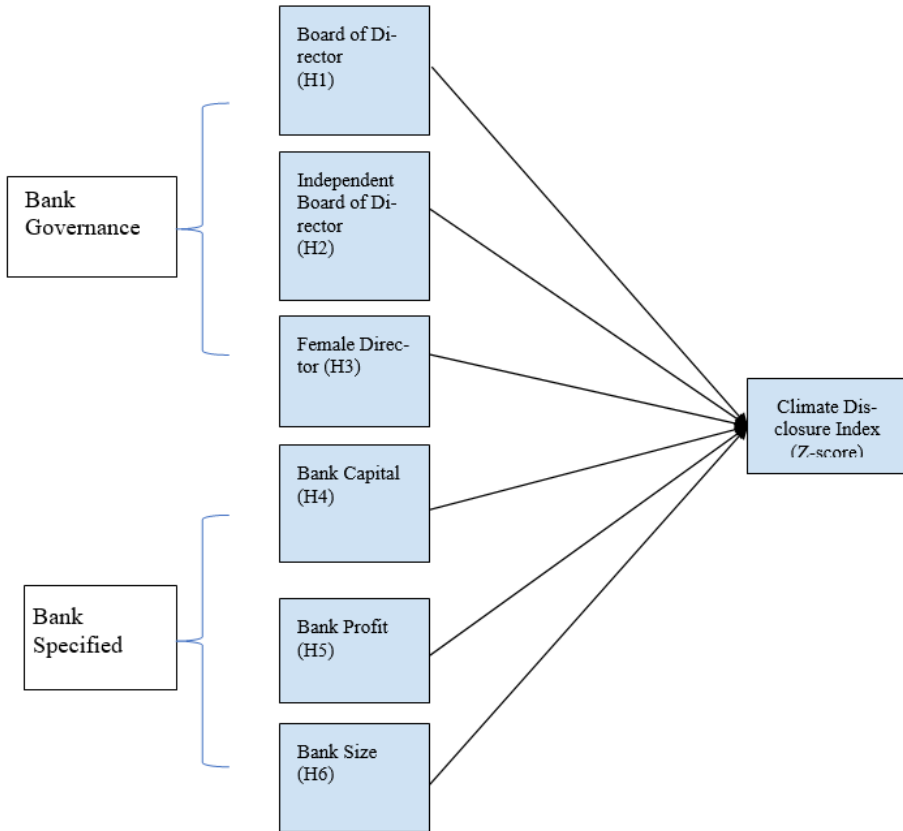 Board of Di-
rector
(H1)
Bank
Governance
Independent
Board of Di-
rector
(H2)
Female Direc-
tor (H3)
Climate Dis-
closure Index
(Z-score)
Bank Capital
(H4)
Bank
Specified
Bank Profit
(H5)
Bank Size
(H6)